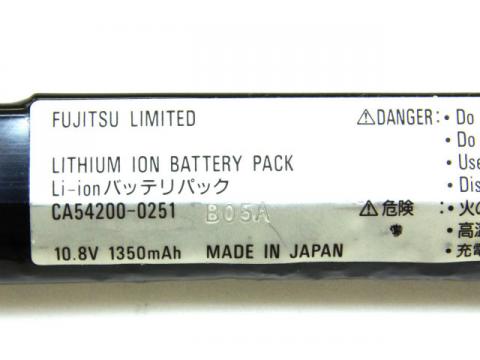 FUJITSU LIMITED
⚠DANGER: • Do
• Do
LITHIUM ION BATTERY PACK
• Use
Li-ionバッテリパック
• Dis
CA54200-0251 B05A
⚠危険 : • 火の
• 高温
10.8V 1350mAh MADE IN JAPAN
• 充電